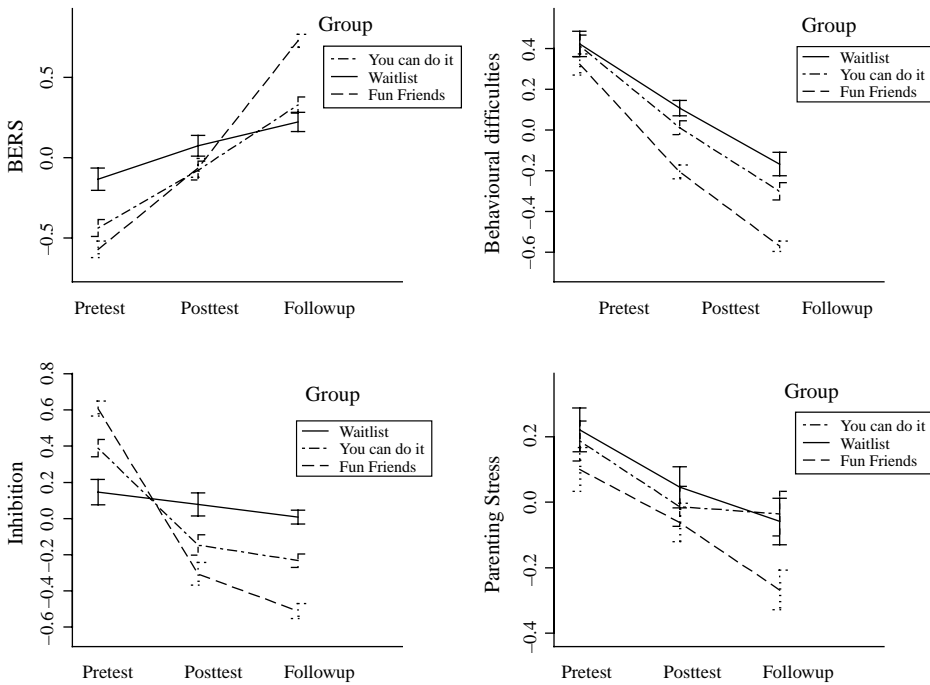 BERS
0.5
0.0
−0.5
Group
You can do it
Waitlist
Fun Friends
Pretest
Posttest
Followup
Behavioural difficulties
0.4
0.2
0.0
−0.2
−0.4
−0.6
Group
Waitlist
You can do it
Fun Friends
Pretest
Posttest
Followup
Inhibition
0.8
0.6
0.4
0.2
0.0
−0.2
−0.4
−0.6
Group
Waitlist
You can do it
Fun Friends
Pretest
Posttest
Followup
Parenting Stress
0.2
0.0
−0.2
−0.4
Group
You can do it
Waitlist
Fun Friends
Pretest
Posttest
Followup